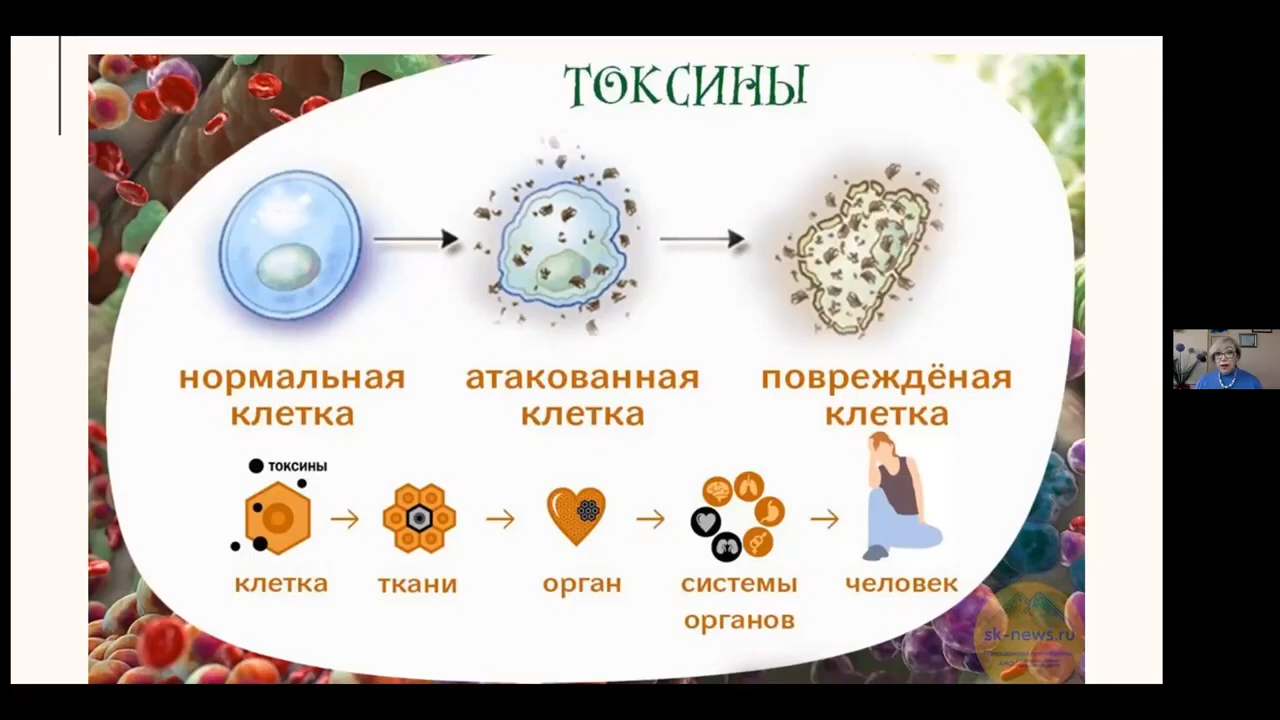 ТОКСИНЫ
нормальная
клетка
атакованная
клетка
повреждёная
клетка
ТОКСИНЫ
клетка
ткани
орган
системы
органов
человек
sk-news.ru